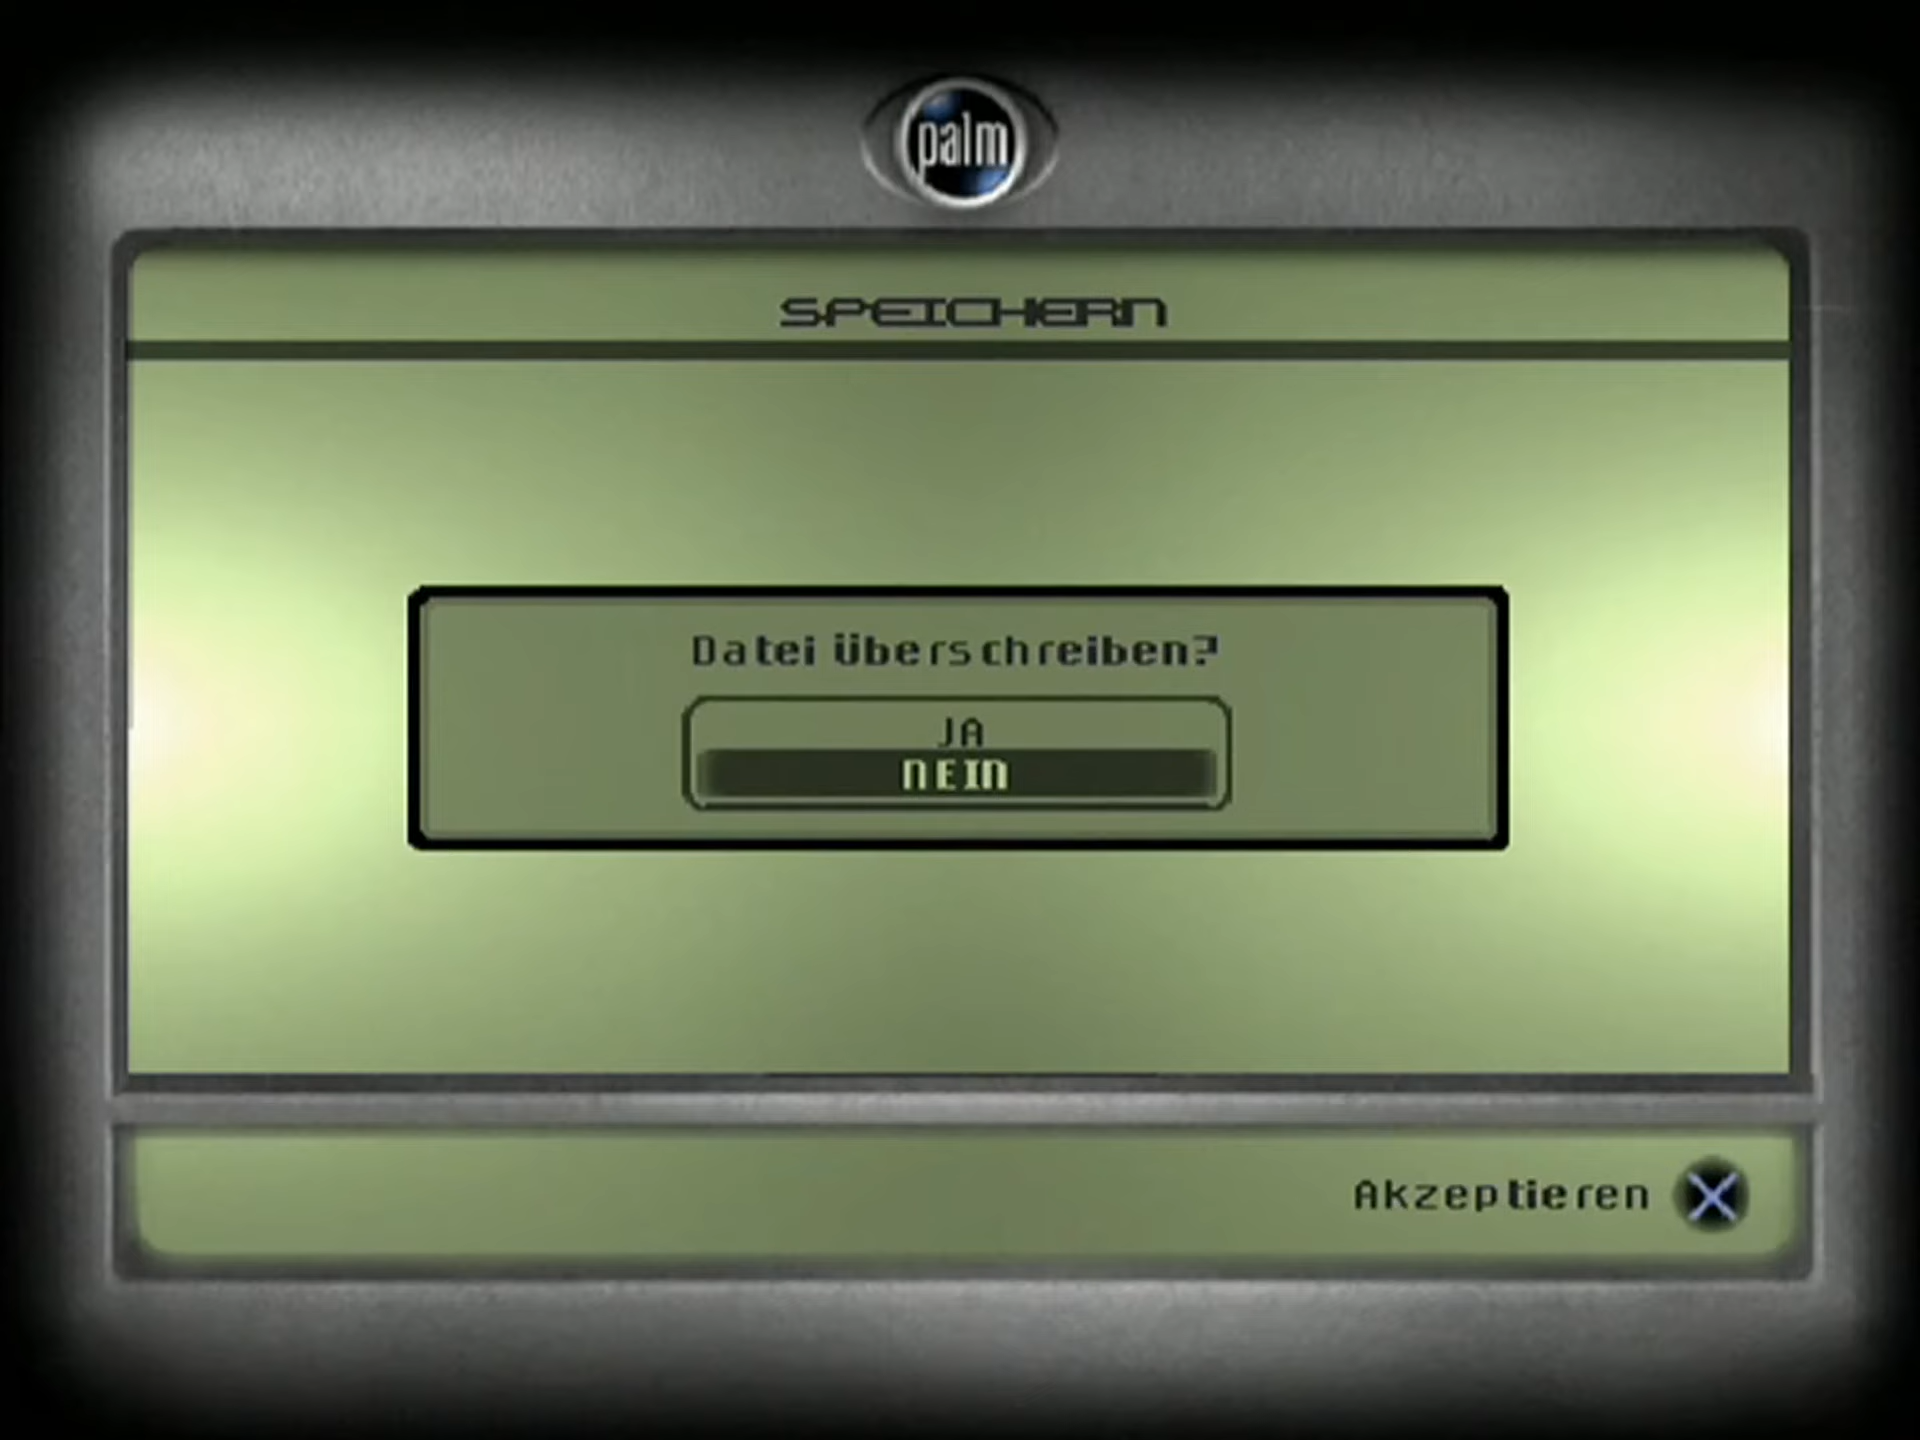 palm
SPEICHERN
Datei überschreiben?
JA
NEIN
Akzeptieren